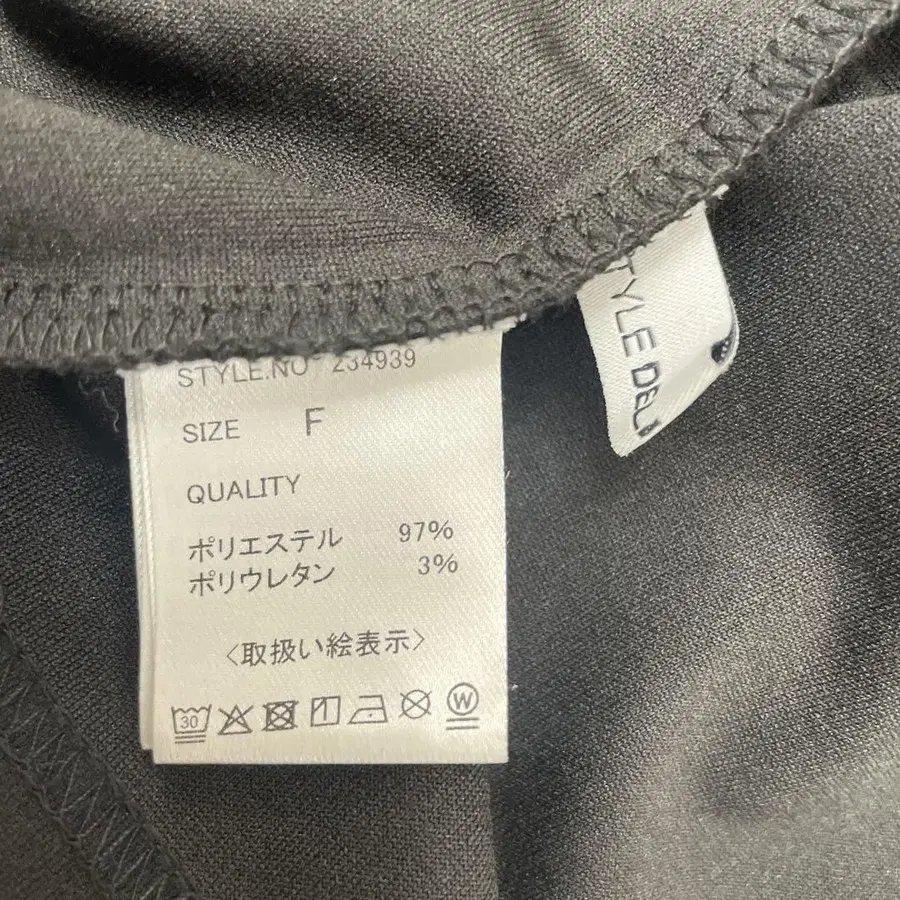 STYLE.NO 234939
SIZE F
QUALITY
ポリエステル 97%
ポリウレタン 3%
〈取扱い絵表示〉
30
W
STYLE DEL